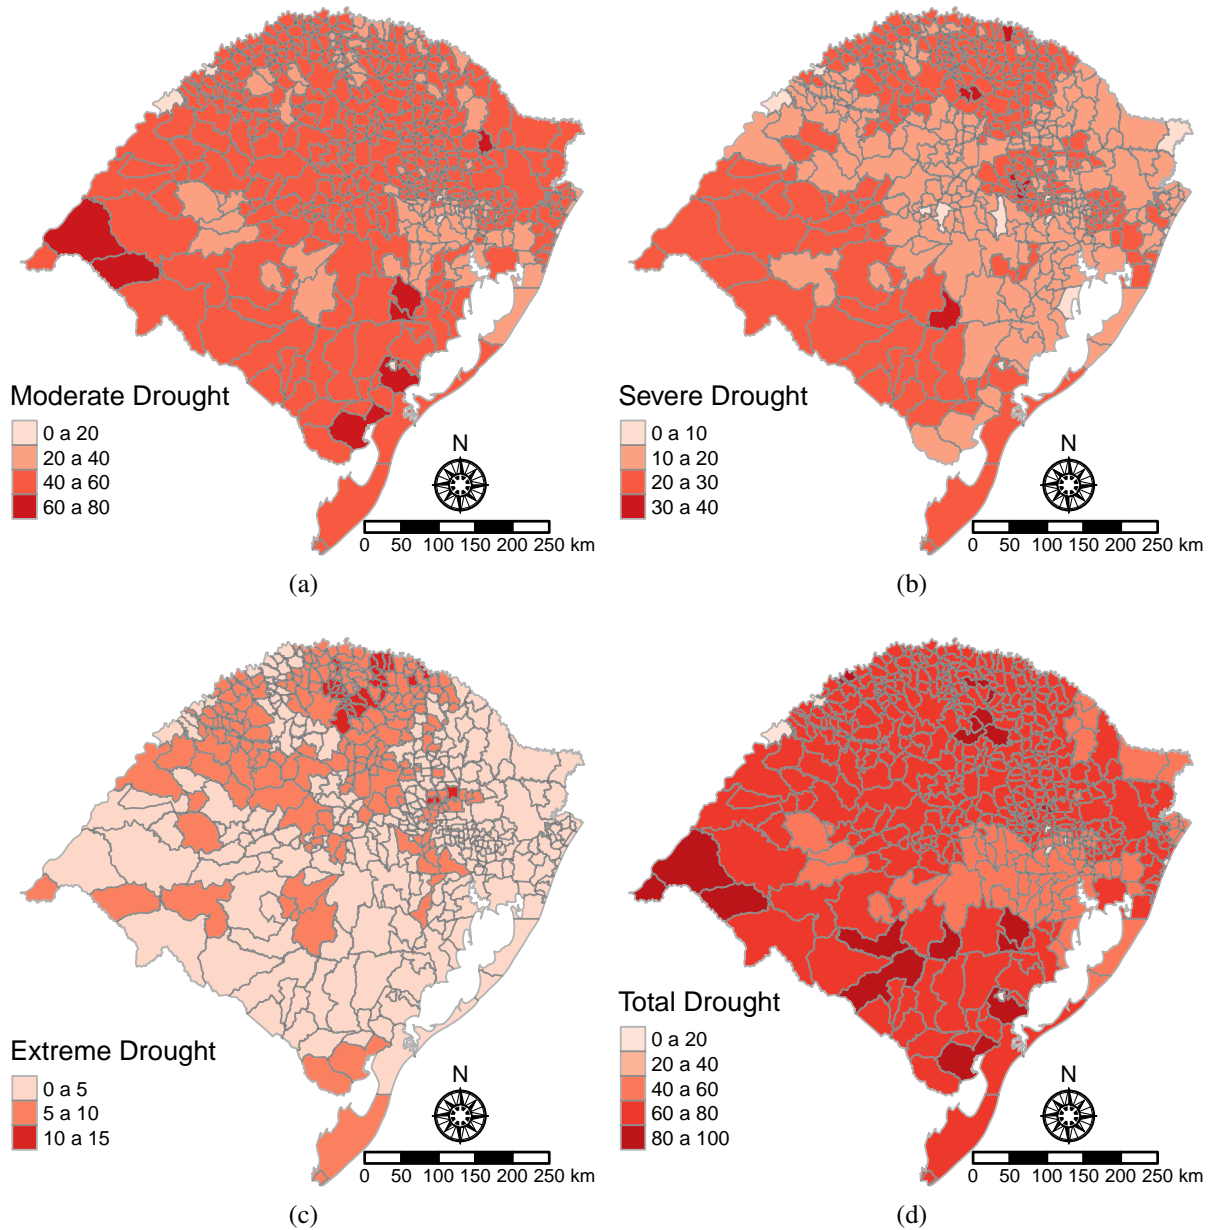 Moderate Drought
0 a 20
20 a 40
40 a 60
60 a 80
N
0 50 100 150 200 250 km
(a)
Severe Drought
0 a 10
10 a 20
20 a 30
30 a 40
N
0 50 100 150 200 250 km
(b)
Extreme Drought
0 a 5
5 a 10
10 a 15
N
0 50 100 150 200 250 km
(c)
Total Drought
0 a 20
20 a 40
40 a 60
60 a 80
80 a 100
N
0 50 100 150 200 250 km
(d)